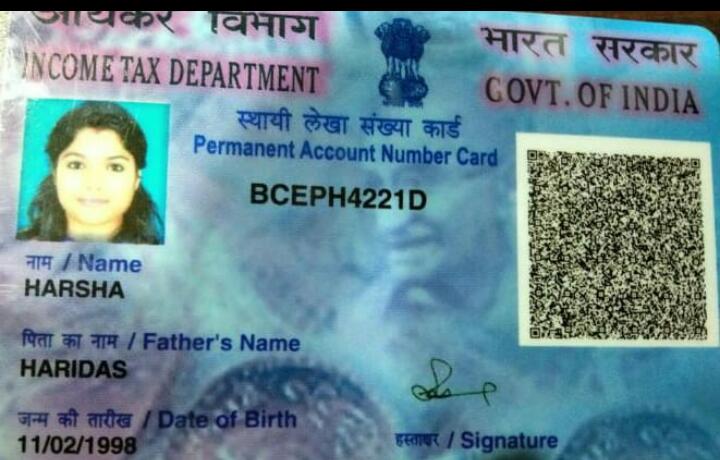 आयकर विभाग
INCOME TAX DEPARTMENT
भारत सरकार
GOVT. OF INDIA
स्थायी लेखा संख्या कार्ड
Permanent Account Number Card
BCEPH4221D
नाम / Name
HARSHA
पिता का नाम / Father's Name
HARIDAS
जन्म की तारीख / Date of Birth
11/02/1998
हस्ताक्षर / Signature